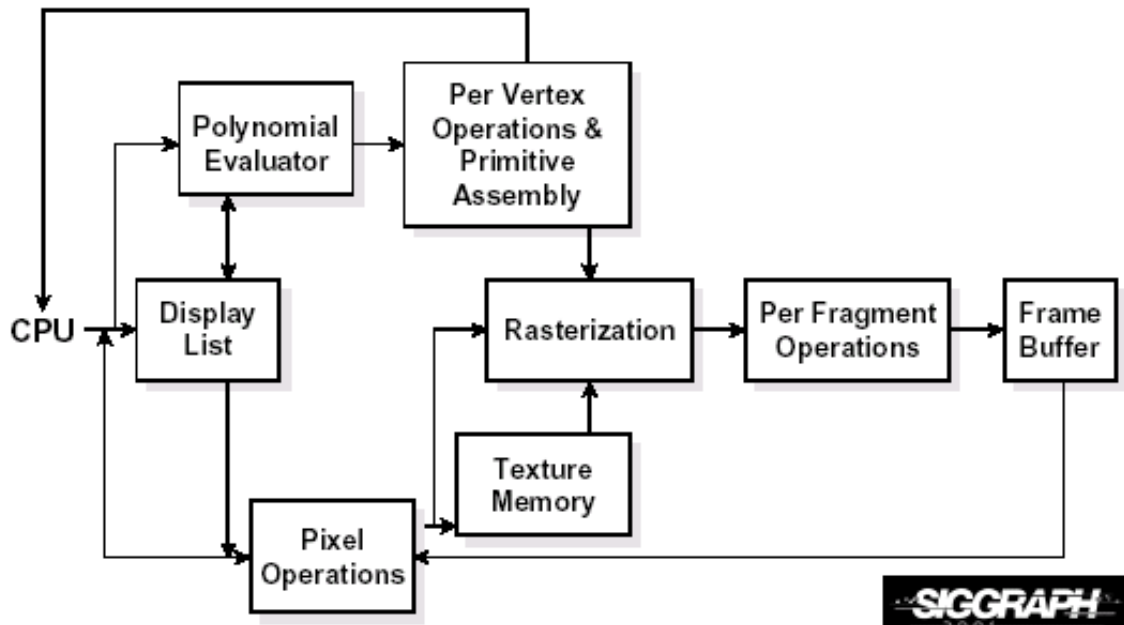 Per Vertex
Operations &
Primitive
Assembly
Polynomial
Evaluator
CPU
Display
List
Rasterization
Per Fragment
Operations
Frame
Buffer
Texture
Memory
Pixel
Operations
SIGGRAPH